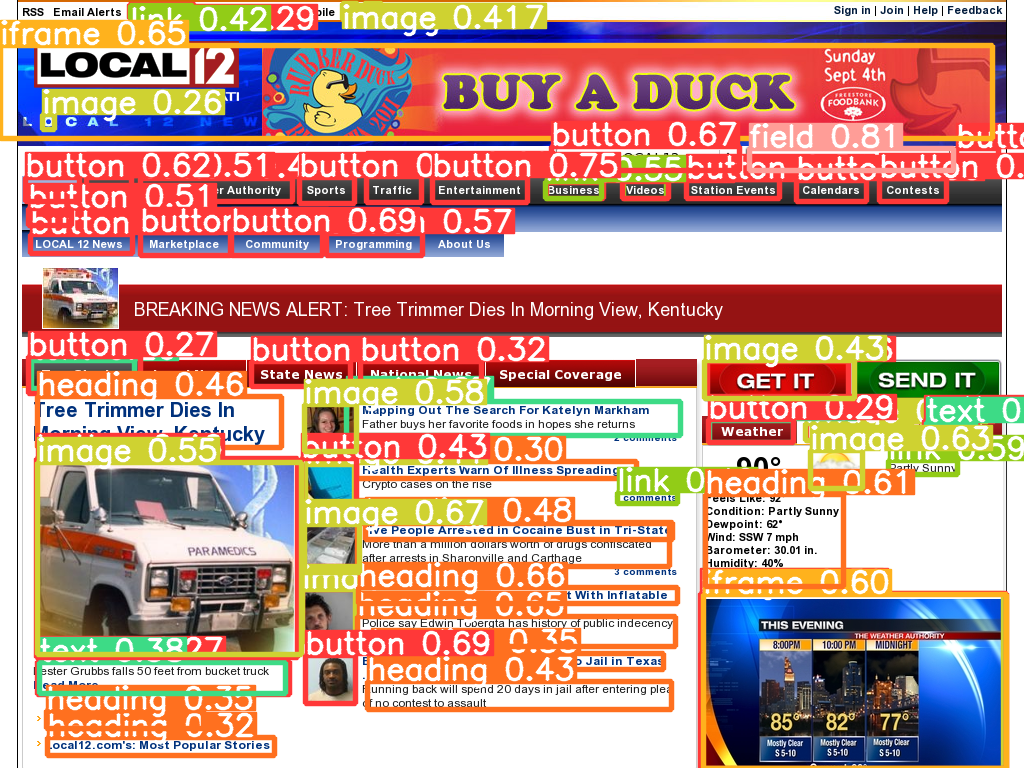 RSS Email Alerts
link 0.42
29
image 0.417
Sign in | Join | Help | Feedback
iframe 0.65
LOCAL 12
image 0.26
LOCAL 12 NEW
RUBBER DUCK
BUY A DUCK
Sunday
Sept 4th
FREESTORE
FOODBANK
button 0.67
field 0.81
button 0.62
button 0.75
button 0.51
Authority
Sports
Traffic
Entertainment
Business
Videos
Station Events
Calendars
Contests
button 0.69
0.57
LOCAL 12 News
Marketplace
Community
Programming
About Us
BREAKING NEWS ALERT: Tree Trimmer Dies In Morning View, Kentucky
button 0.27
button
button 0.32
image 0.43
State News
National News
Special Coverage
GET IT
SEND IT
heading 0.46
Tree Trimmer Dies In
Morning View, Kentucky
image 0.58
Mapping Out The Search For Katelyn Markham
Father buys her favorite foods in hopes she returns
2 comments
button 0.29
text 0
Weather
image 0.63
90°
Partly Sunny
image 0.55
button 0.43
0.30
Health Experts Warn Of Illness Spreading
Crypto cases on the rise
link 0
comments
heading 0.61
Feels Like: 92
Condition: Partly Sunny
Dewpoint: 62°
Wind: SSW 7 mph
Barometer: 30.01 in.
Humidity: 40%
image 0.67
0.48
Five People Arrested in Cocaine Bust in Tri-State
More than a million dollars worth of drugs confiscated
after arrests in Sharonville and Carthage
3 comments
PARAMEDICS
heading 0.66
t With Inflatable
heading 0.65
Police say Edwin Tobergta has history of public indecency
iframe 0.60
THIS EVENING
THE WEATHER AUTHORITY
8:00PM
10:00 PM
MIDNIGHT
85°
82°
77°
Mostly Clear
S 5-10
Mostly Clear
S 5-10
Mostly Clear
S 5-10
text 0.38
27
Lester Grubbs falls 50 feet from bucket truck
Read More
button 0.69
0.35
o Jail in Texas
heading 0.43
Running back will spend 20 days in jail after entering plea
of no contest to assault
heading 0.35
heading 0.32
Local12.com's: Most Popular Stories